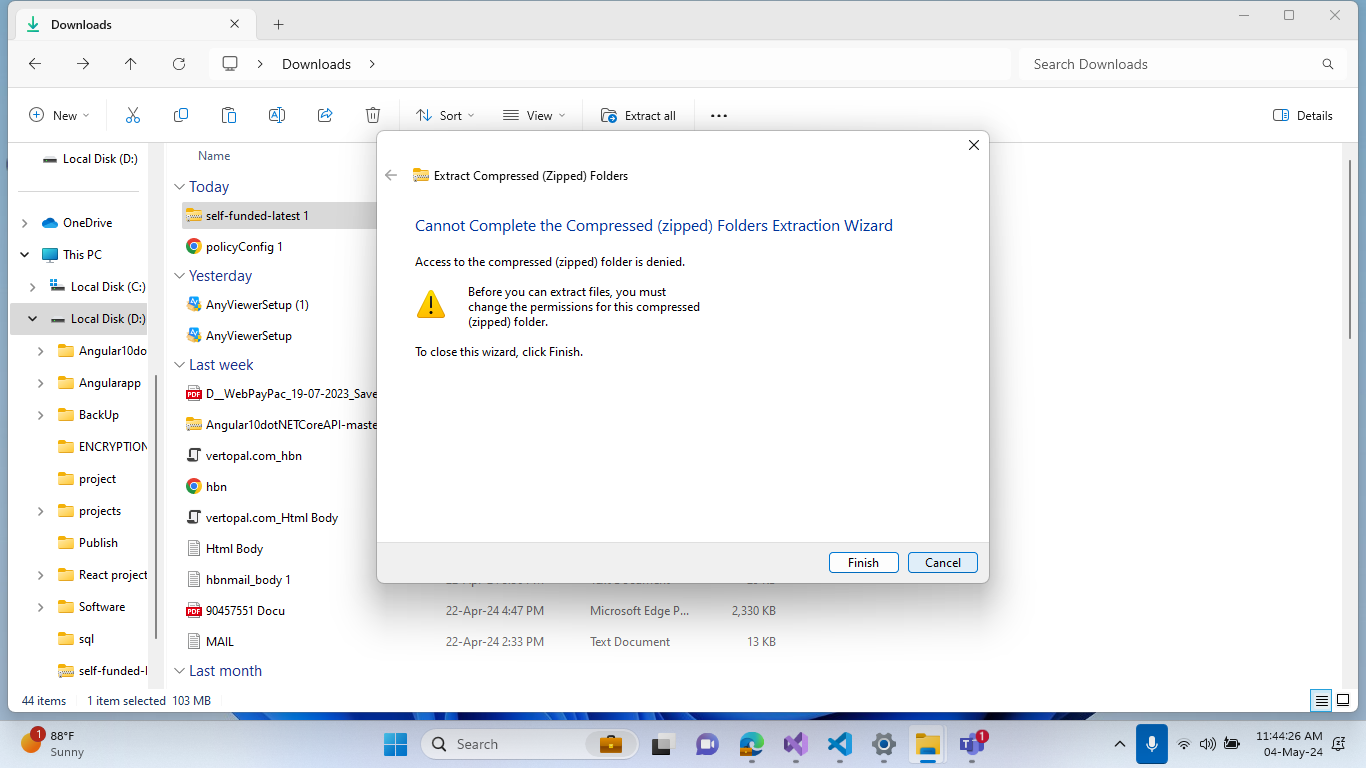 Downloads
Downloads
Search Downloads
New
Sort
View
Extract all
Details
Local Disk (D:)
OneDrive
This PC
Local Disk (C:)
Local Disk (D:)
Angular10do
Angularapp
BackUp
ENCRYPTION
project
projects
Publish
React project
Software
sql
self-funded-l
Name
Today
self-funded-latest 1
policyConfig 1
Yesterday
AnyViewerSetup (1)
AnyViewerSetup
Last week
D__WebPayPac_19-07-2023_Save
Angular10dotNETCoreAPI-maste
vertopal.com_hbn
hbn
vertopal.com_Html Body
Html Body
hbnmail_body 1
90457551 Docu 22-Apr-24 4:47 PM Microsoft Edge P... 2,330 KB
MAIL 22-Apr-24 2:33 PM Text Document 13 KB
Last month
Extract Compressed (Zipped) Folders
Cannot Complete the Compressed (zipped) Folders Extraction Wizard
Access to the compressed (zipped) folder is denied.
Before you can extract files, you must
change the permissions for this compressed
(zipped) folder.
To close this wizard, click Finish.
Finish
Cancel
44 items 1 item selected 103 MB
1
88°F
Sunny
Search
1
11:44:26 AM
04-May-24